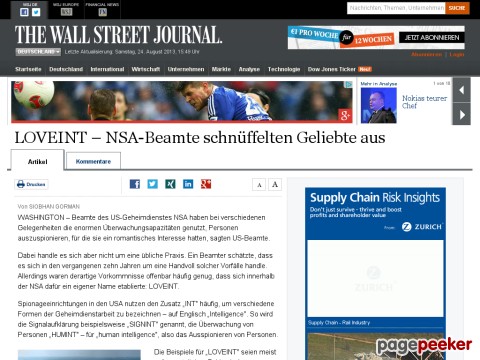 WSJ.DE
WSJ EUROPE
FINANCIAL NEWS
Nachrichten, Themen, Unternehmen
SUCHE
THE WALL STREET JOURNAL.
DEUTSCHLAND
Letzte Aktualisierung: Samstag, 24. August 2013, 15:49 Uhr
FÜR 12 WOCHEN
JETZT ABONNIEREN
Abonnieren Login
Startseite Deutschland International Wirtschaft Unternehmen Märkte Analyse Technologie Dow Jones Ticker Neu!
Mehr in Analyse
1 von 15
Nokias teurer Chef
LOVEINT – NSA-Beamte schnüffelten Geliebte aus
Artikel
Kommentare
Drucken
A A
Von SIOBHAN GORMAN
WASHINGTON – Beamte des US-Geheimdienstes NSA haben bei verschiedenen
Gelegenheiten die enormen Überwachungsapazitäten genutzt, Personen
auszuspionieren, für die sie ein romantisches Interesse hatten, sagten US-Beamte.
Dabei handle es sich aber nicht um eine übliche Praxis. Ein Beamter schätzte, dass
es sich in den vergangenen zehn Jahren um eine Handvoll solcher Vorfälle handle.
Allerdings waren derartige Vorkommnisse offenbar häufig genug, dass sich innerhalb
der NSA dafür ein eigener Name etablierte: LOVEINT.
Spionageeinrichtungen in den USA nutzen den Zusatz „INT" häufig, um verschiedene
Formen der Geheimdienstarbeit zu bezeichnen – auf Englisch „Intelligence". So wird
die Signalaufklärung beispielsweise „SIGNINT" genannt, die Überwachung von
Personen „HUMINT" – für „human intelligence", also das Ausspionieren von Personen.
Die Beispiele für „LOVEINT" seien meist
Supply Chain Risk Insights
Don't just survive - thrive and boost
profits and shareholder value
ZURICH
Supply Chain - Rail Industry
pagepeeker